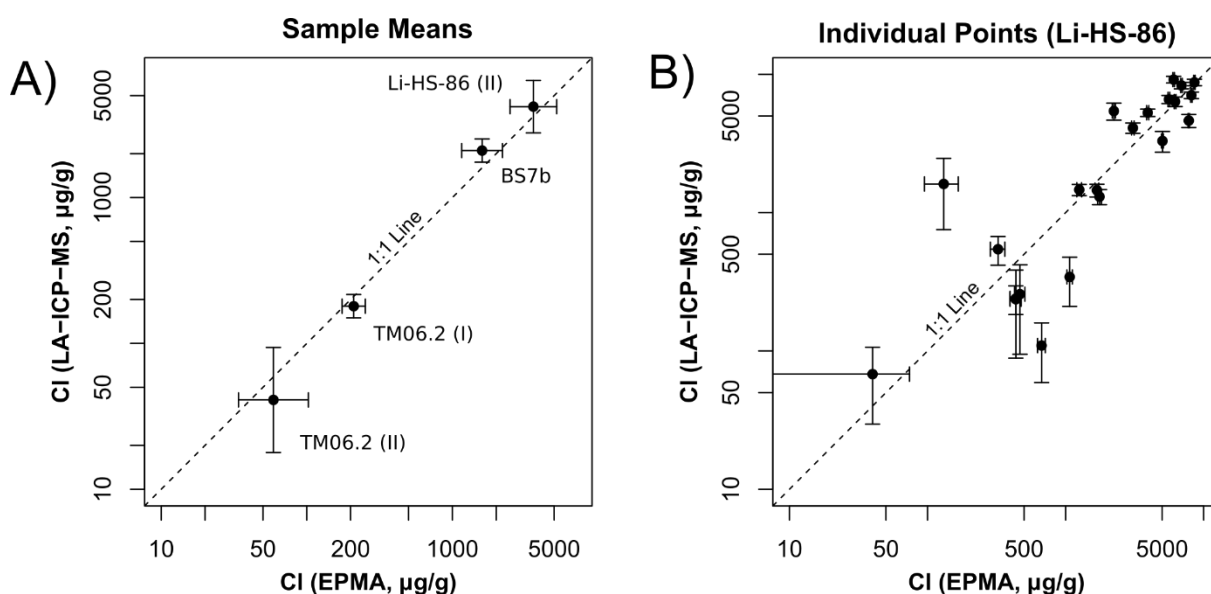 A)
Sample Means
Cl (LA−ICP−MS, µg/g)
5000
1000
200
50
10
Li-HS-86 (II)
BS7b
1:1 Line
TM06.2 (I)
TM06.2 (II)
10 50 200 1000 5000
Cl (EPMA, µg/g)
B)
Individual Points (Li-HS-86)
Cl (LA−ICP−MS, µg/g)
5000
500
50
10
1:1 Line
10 50 500 5000
Cl (EPMA, µg/g)